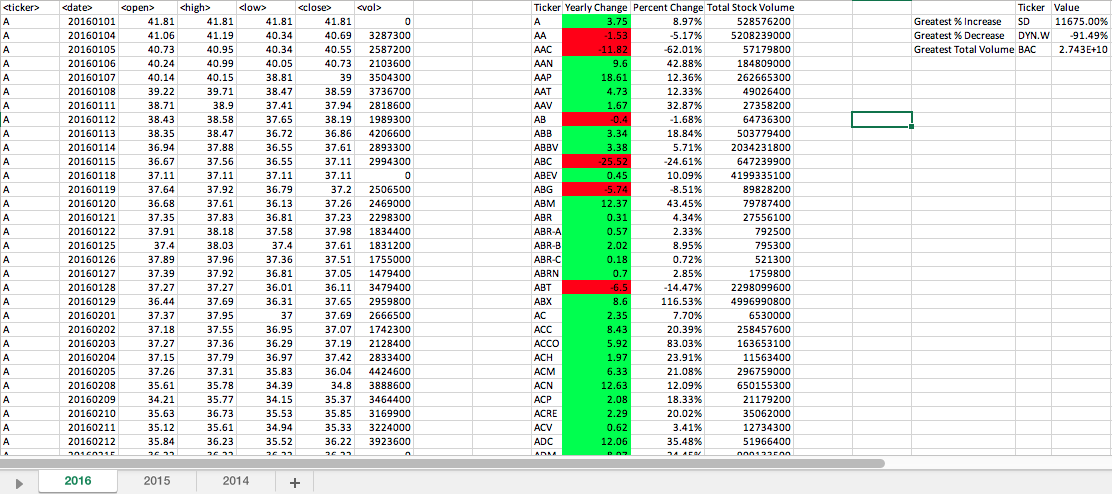 <ticker> <date> <open> <high> <low> <close> <vol> Ticker Yearly Change Percent Change Total Stock Volume Ticker Value
A 20160101 41.81 41.81 41.81 41.81 0 A 3.75 8.97% 528576200 Greatest % Increase SD 11675.00%
A 20160104 41.06 41.19 40.34 40.69 3287300 AA -1.53 -5.17% 5208239000 Greatest % Decrease DYN.W -91.49%
A 20160105 40.73 40.95 40.34 40.55 2587200 AAC -11.82 -62.01% 57179800 Greatest Total Volume BAC 2.743E+10
A 20160106 40.24 40.99 40.05 40.73 2103600 AAN 9.6 42.88% 184809000
A 20160107 40.14 40.15 38.81 39 3504300 AAP 18.61 12.36% 262665300
A 20160108 39.22 39.71 38.47 38.59 3736700 AAT 4.73 12.33% 49026400
A 20160111 38.71 38.9 37.41 37.94 2818600 AAV 1.67 32.87% 27358200
A 20160112 38.43 38.58 37.65 38.19 1989300 AB -0.4 -1.68% 64736300
A 20160113 38.35 38.47 36.72 36.86 4206600 ABB 3.34 18.84% 503779400
A 20160114 36.94 37.88 36.55 37.61 2893300 ABBV 3.38 5.71% 2034231800
A 20160115 36.67 37.56 36.55 37.11 2994300 ABC -25.52 -24.61% 647239900
A 20160118 37.11 37.11 37.11 37.11 0 ABEV 0.45 10.09% 4199335100
A 20160119 37.64 37.92 36.79 37.2 2506500 ABG -5.74 -8.51% 89828200
A 20160120 36.68 37.61 36.13 37.26 2469000 ABM 12.37 43.45% 79787400
A 20160121 37.35 37.83 36.81 37.23 2298300 ABR 0.31 4.34% 27556100
A 20160122 37.91 38.18 37.58 37.98 1834400 ABR-A 0.57 2.33% 792500
A 20160125 37.4 38.03 37.4 37.61 1831200 ABR-B 2.02 8.95% 795300
A 20160126 37.89 37.96 37.36 37.51 1755000 ABR-C 0.18 0.72% 521300
A 20160127 37.39 37.92 36.81 37.05 1479400 ABRN 0.7 2.85% 1759800
A 20160128 37.27 37.27 36.01 36.11 3479400 ABT -6.5 -14.47% 2298099600
A 20160129 36.44 37.69 36.31 37.65 2959800 ABX 8.6 116.53% 4996990800
A 20160201 37.37 37.95 37 37.69 2666500 AC 2.35 7.70% 6530000
A 20160202 37.18 37.55 36.95 37.07 1742300 ACC 8.43 20.39% 258457600
A 20160203 37.27 37.36 36.29 37.19 2128400 ACCO 5.92 83.03% 163653100
A 20160204 37.15 37.79 36.97 37.42 2833400 ACH 1.97 23.91% 11563400
A 20160205 37.26 37.31 35.83 36.04 4424600 ACM 6.33 21.08% 296759000
A 20160208 35.61 35.78 34.39 34.8 3888600 ACN 12.63 12.09% 650155300
A 20160209 34.21 35.77 34.15 35.37 3464400 ACP 2.08 18.33% 21179200
A 20160210 35.63 36.73 35.53 35.85 3169900 ACRE 2.29 20.02% 35062000
A 20160211 35.12 35.61 34.94 35.33 3224000 ACV 0.62 3.41% 12734300
A 20160212 35.84 36.23 35.52 36.22 3923600 ADC 12.06 35.48% 51966400
2016 2015 2014 +